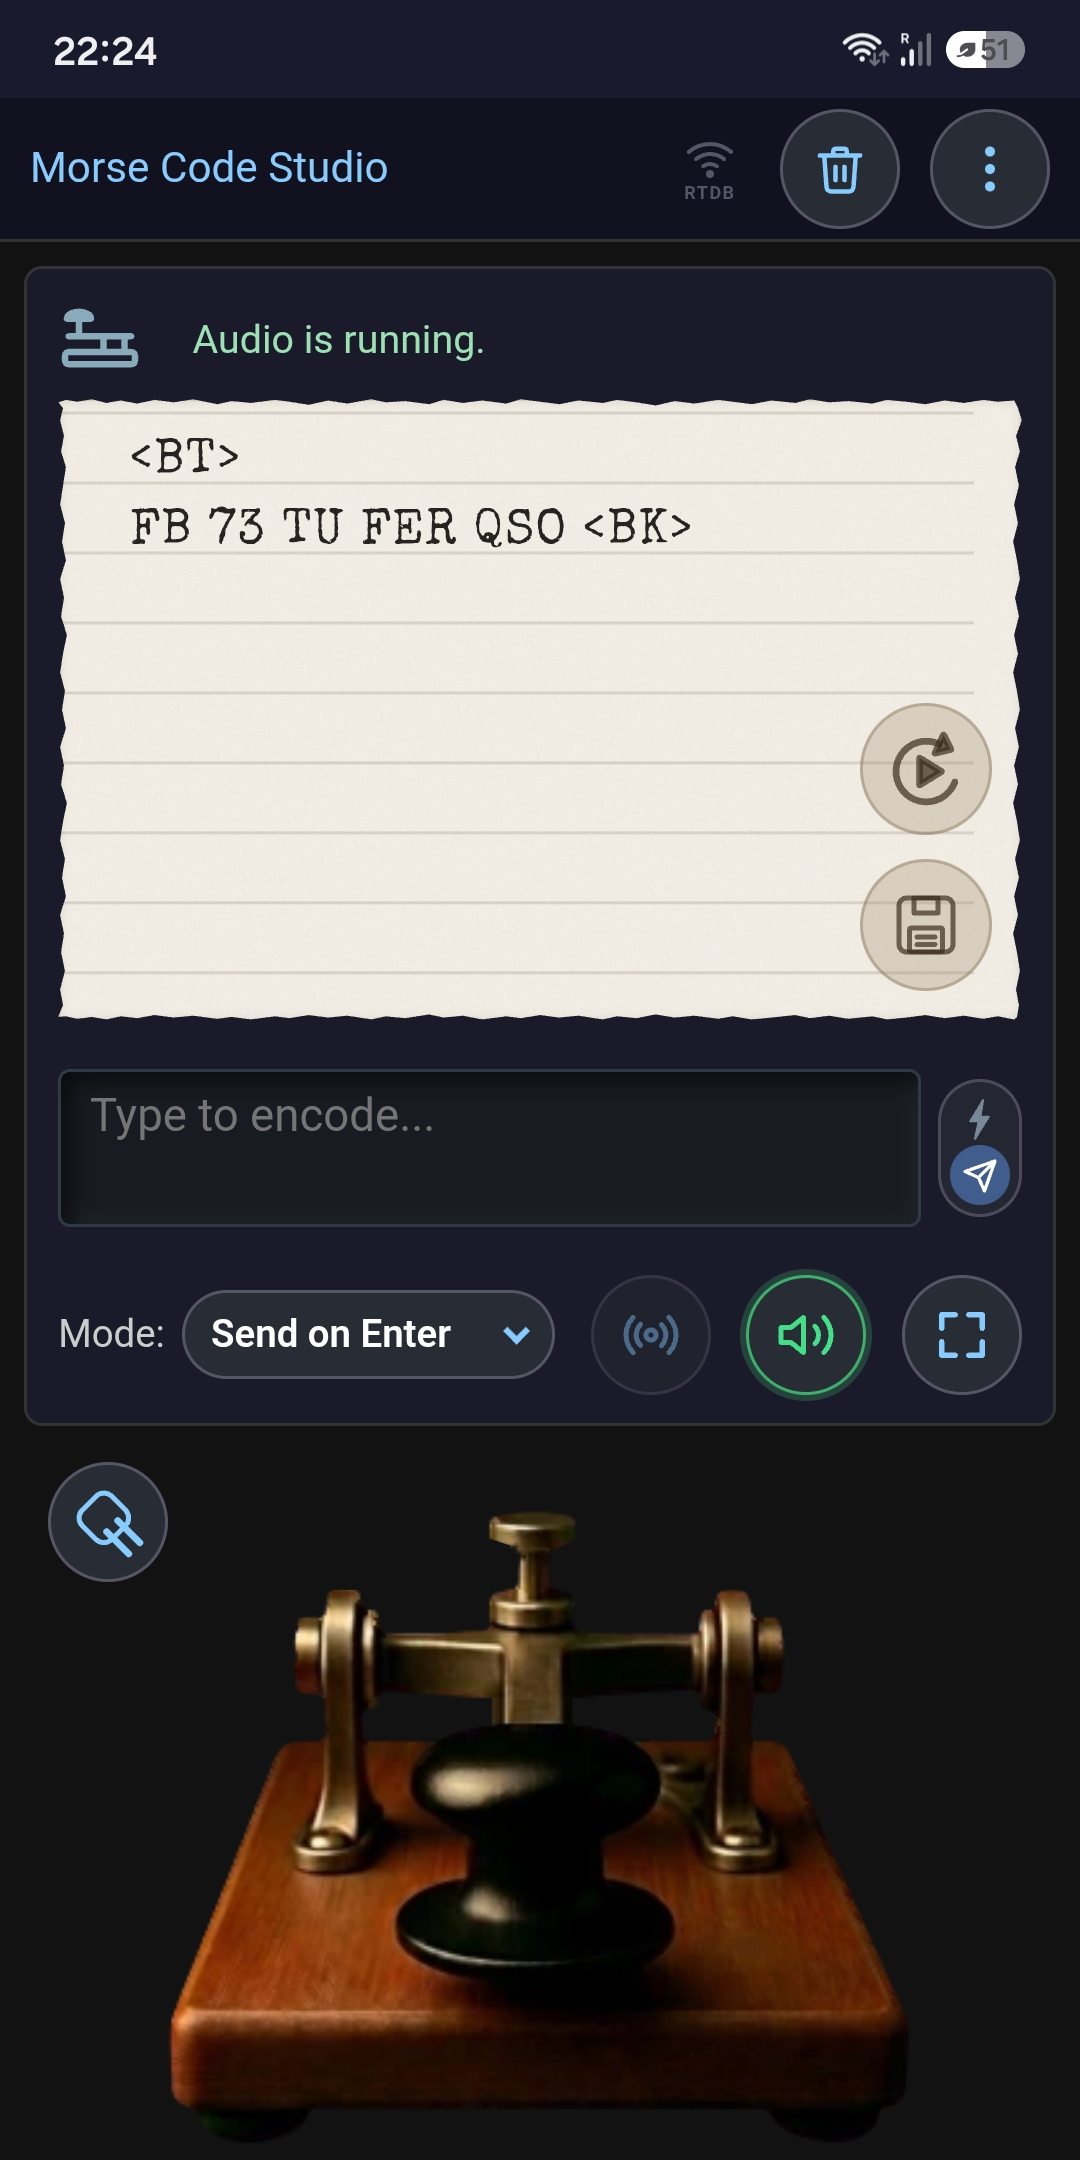 22:24
R
51
Morse Code Studio
RTDB
Audio is running.
<BT>
FB 73 TU FER QSO <BK>
Type to encode...
Mode: Send on Enter